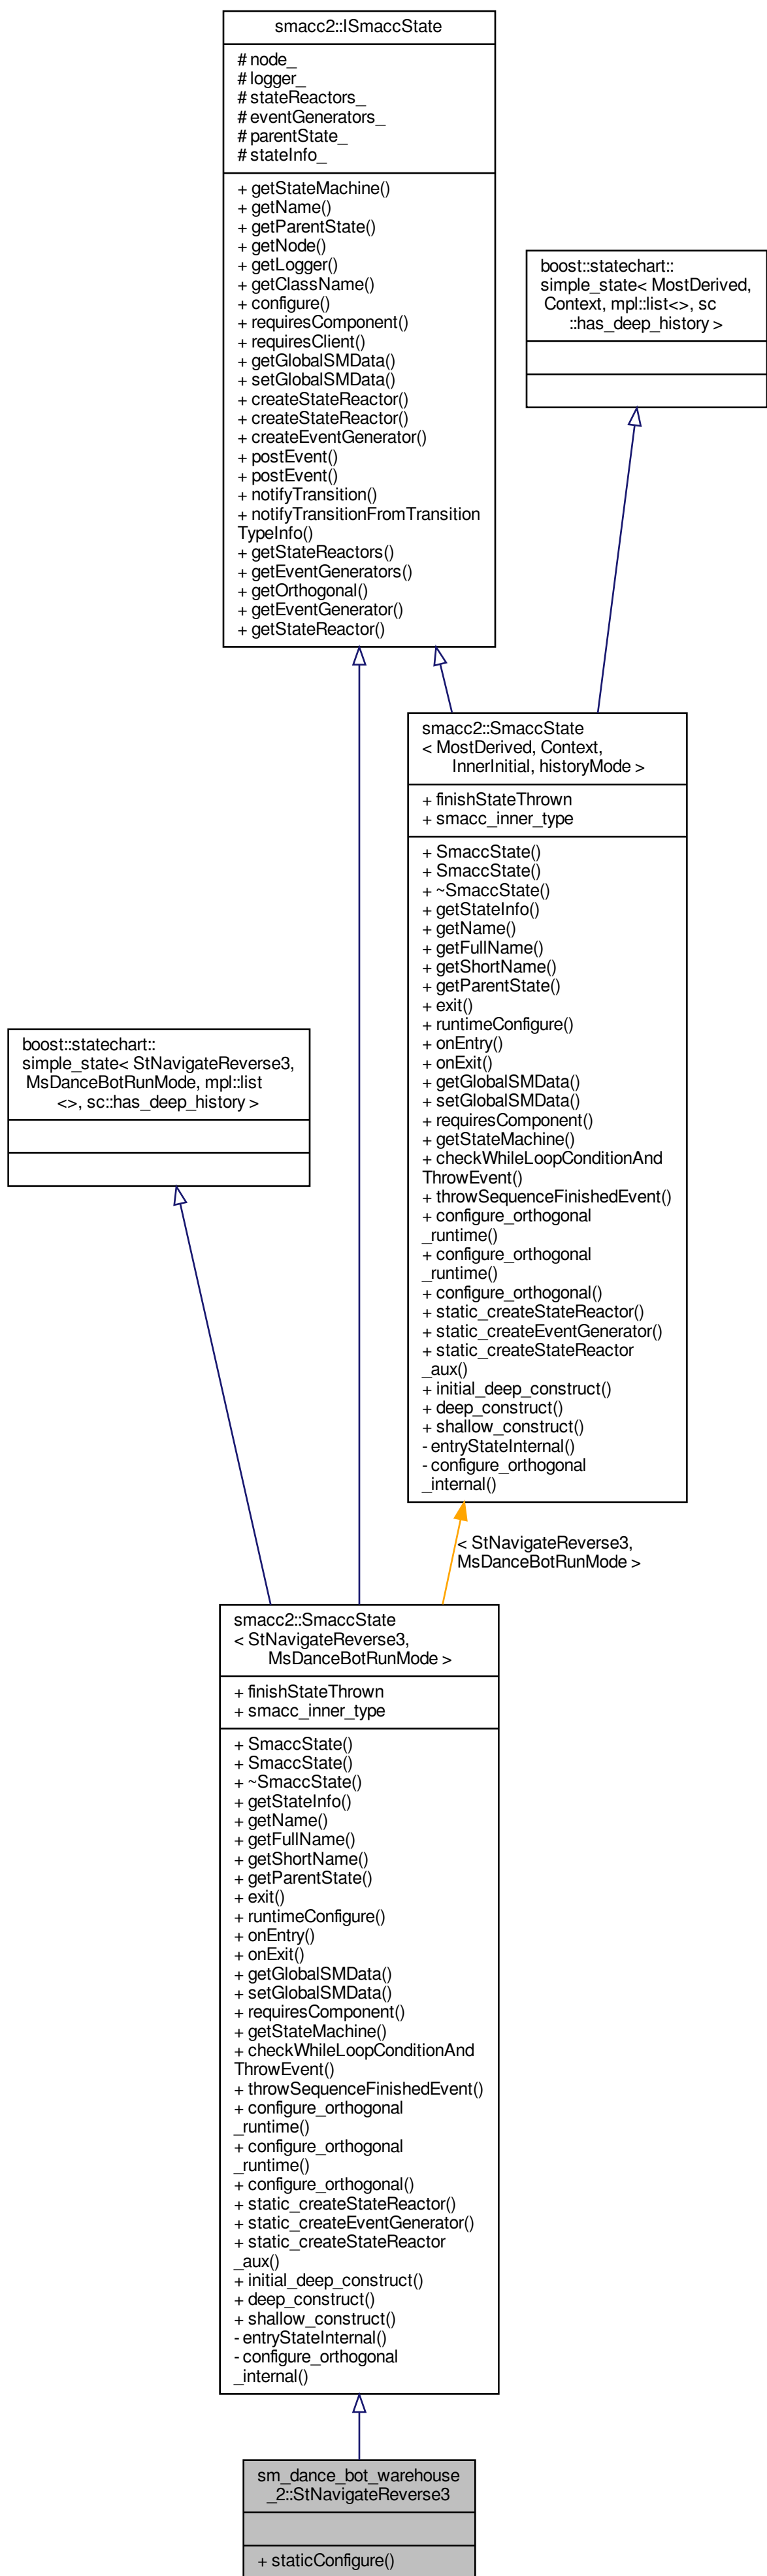 smacc2::ISmaccState
# node_
# logger_
# stateReactors_
# eventGenerators_
# parentState_
# stateInfo_
+ getStateMachine()
+ getName()
+ getParentState()
+ getNode()
+ getLogger()
+ getClassName()
+ configure()
+ requiresComponent()
+ requiresClient()
+ getGlobalSMData()
+ setGlobalSMData()
+ createStateReactor()
+ createStateReactor()
+ createEventGenerator()
+ postEvent()
+ postEvent()
+ notifyTransition()
+ notifyTransitionFromTransition
TypeInfo()
+ getStateReactors()
+ getEventGenerators()
+ getOrthogonal()
+ getEventGenerator()
+ getStateReactor()
boost::statechart::
simple_state< MostDerived,
Context, mpl::list<>, sc
::has_deep_history >
smacc2::SmaccState
< MostDerived, Context,
InnerInitial, historyMode >
+ finishStateThrown
+ smacc_inner_type
+ SmaccState()
+ SmaccState()
+ ~SmaccState()
+ getStateInfo()
+ getName()
+ getFullName()
+ getShortName()
+ getParentState()
+ exit()
+ runtimeConfigure()
+ onEntry()
+ onExit()
+ getGlobalSMData()
+ setGlobalSMData()
+ requiresComponent()
+ getStateMachine()
+ checkWhileLoopConditionAnd
ThrowEvent()
+ throwSequenceFinishedEvent()
+ configure_orthogonal
_runtime()
+ configure_orthogonal
_runtime()
+ configure_orthogonal()
+ static_createStateReactor()
+ static_createEventGenerator()
+ static_createStateReactor
_aux()
+ initial_deep_construct()
+ deep_construct()
+ shallow_construct()
- entryStateInternal()
- configure_orthogonal
_internal()
boost::statechart::
simple_state< StNavigateReverse3,
MsDanceBotRunMode, mpl::list
<>, sc::has_deep_history >
< StNavigateReverse3,
MsDanceBotRunMode >
smacc2::SmaccState
< StNavigateReverse3,
MsDanceBotRunMode >
+ finishStateThrown
+ smacc_inner_type
+ SmaccState()
+ SmaccState()
+ ~SmaccState()
+ getStateInfo()
+ getName()
+ getFullName()
+ getShortName()
+ getParentState()
+ exit()
+ runtimeConfigure()
+ onEntry()
+ onExit()
+ getGlobalSMData()
+ setGlobalSMData()
+ requiresComponent()
+ getStateMachine()
+ checkWhileLoopConditionAnd
ThrowEvent()
+ throwSequenceFinishedEvent()
+ configure_orthogonal
_runtime()
+ configure_orthogonal
_runtime()
+ configure_orthogonal()
+ static_createStateReactor()
+ static_createEventGenerator()
+ static_createStateReactor
_aux()
+ initial_deep_construct()
+ deep_construct()
+ shallow_construct()
- entryStateInternal()
- configure_orthogonal
_internal()
sm_dance_bot_warehouse
_2::StNavigateReverse3
+ staticConfigure()